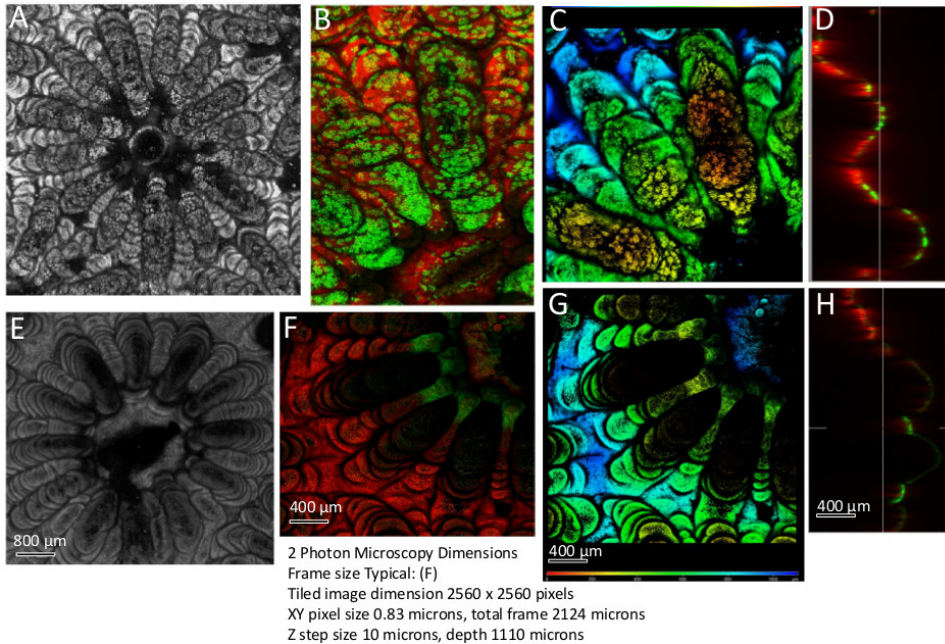 A
B
C
D
E
F
G
H
800 µm
400 µm
400 µm
400 µm
2 Photon Microscopy Dimensions
Frame size Typical: (F)
Tiled image dimension 2560 x 2560 pixels
XY pixel size 0.83 microns, total frame 2124 microns
Z step size 10 microns, depth 1110 microns